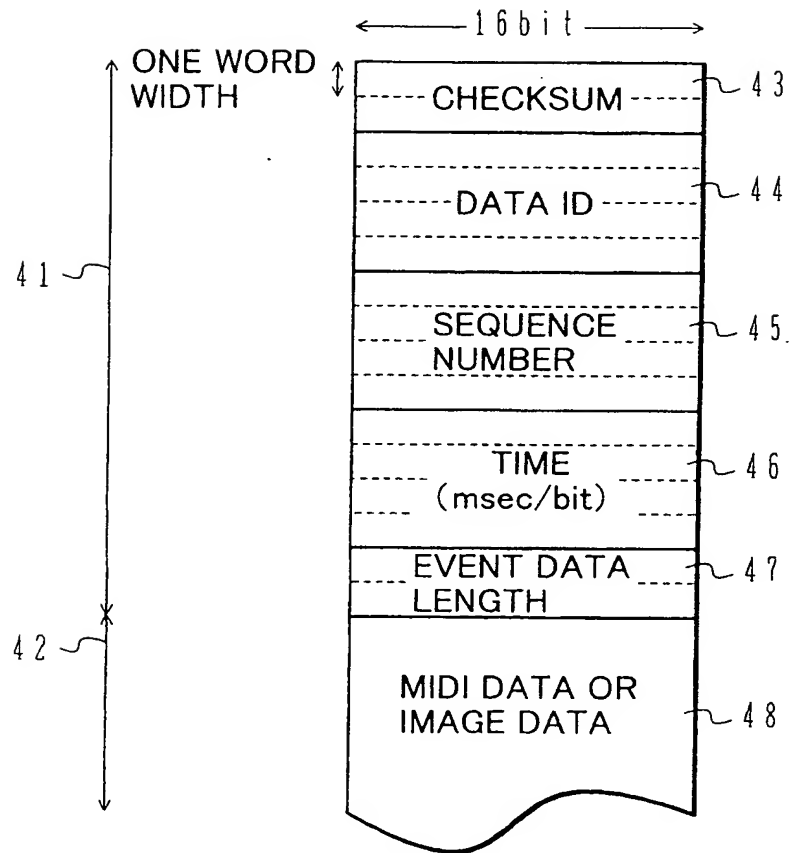 16bit
ONE WORD
WIDTH
CHECKSUM
43
DATA ID
44
41
SEQUENCE
NUMBER
45
TIME
(msec/bit)
46
EVENT DATA
LENGTH
47
42
MIDI DATA OR
IMAGE DATA
48